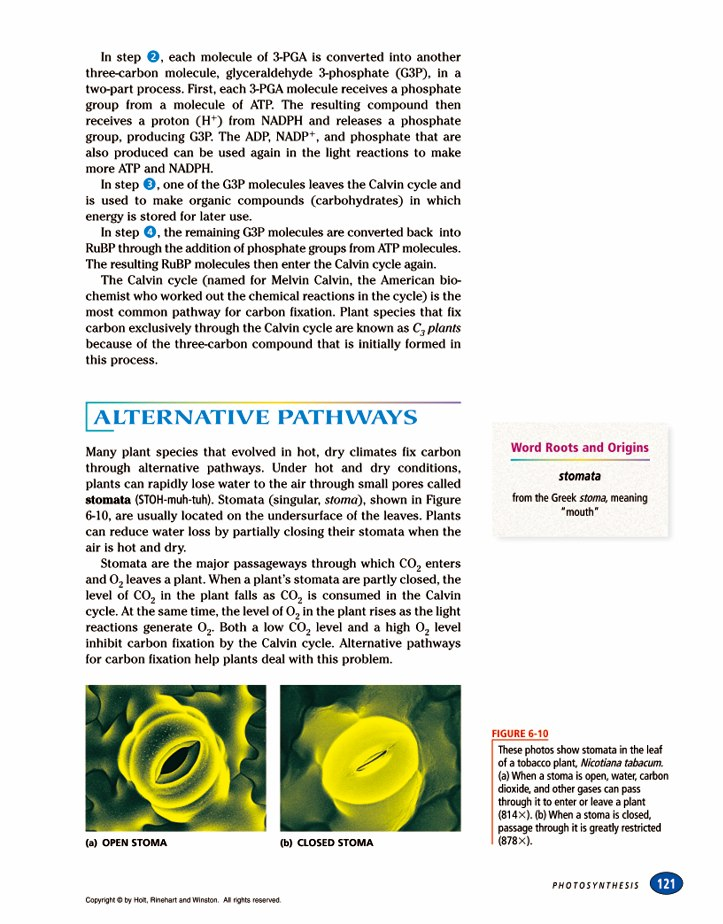 In step 2, each molecule of 3-PGA is converted into another
three-carbon molecule, glyceraldehyde 3-phosphate (G3P), in a
two-part process. First, each 3-PGA molecule receives a phosphate
group from a molecule of ATP. The resulting compound then
receives a proton (H⁺) from NADPH and releases a phosphate
group, producing G3P. The ADP, NADP⁺, and phosphate that are
also produced can be used again in the light reactions to make
more ATP and NADPH.
In step 3, one of the G3P molecules leaves the Calvin cycle and
is used to make organic compounds (carbohydrates) in which
energy is stored for later use.
In step 4, the remaining G3P molecules are converted back into
RuBP through the addition of phosphate groups from ATP molecules.
The resulting RuBP molecules then enter the Calvin cycle again.
The Calvin cycle (named for Melvin Calvin, the American bio-
chemist who worked out the chemical reactions in the cycle) is the
most common pathway for carbon fixation. Plant species that fix
carbon exclusively through the Calvin cycle are known as C₃ plants
because of the three-carbon compound that is initially formed in
this process.
ALTERNATIVE PATHWAYS
Many plant species that evolved in hot, dry climates fix carbon
through alternative pathways. Under hot and dry conditions,
plants can rapidly lose water to the air through small pores called
stomata (STOH-muh-tuh). Stomata (singular, stoma), shown in Figure
6-10, are usually located on the undersurface of the leaves. Plants
can reduce water loss by partially closing their stomata when the
air is hot and dry.
Stomata are the major passageways through which CO₂ enters
and O₂ leaves a plant. When a plant's stomata are partly closed, the
level of CO₂ in the plant falls as CO₂ is consumed in the Calvin
cycle. At the same time, the level of O₂ in the plant rises as the light
reactions generate O₂. Both a low CO₂ level and a high O₂ level
inhibit carbon fixation by the Calvin cycle. Alternative pathways
for carbon fixation help plants deal with this problem.
Word Roots and Origins
stomata
from the Greek stoma, meaning
"mouth"
(a) OPEN STOMA
(b) CLOSED STOMA
FIGURE 6-10
These photos show stomata in the leaf
of a tobacco plant, Nicotiana tabacum.
(a) When a stoma is open, water, carbon
dioxide, and other gases can pass
through it to enter or leave a plant
(814×). (b) When a stoma is closed,
passage through it is greatly restricted
(878×).
PHOTOSYNTHESIS 121
Copyright © by Holt, Rinehart and Winston. All rights reserved.